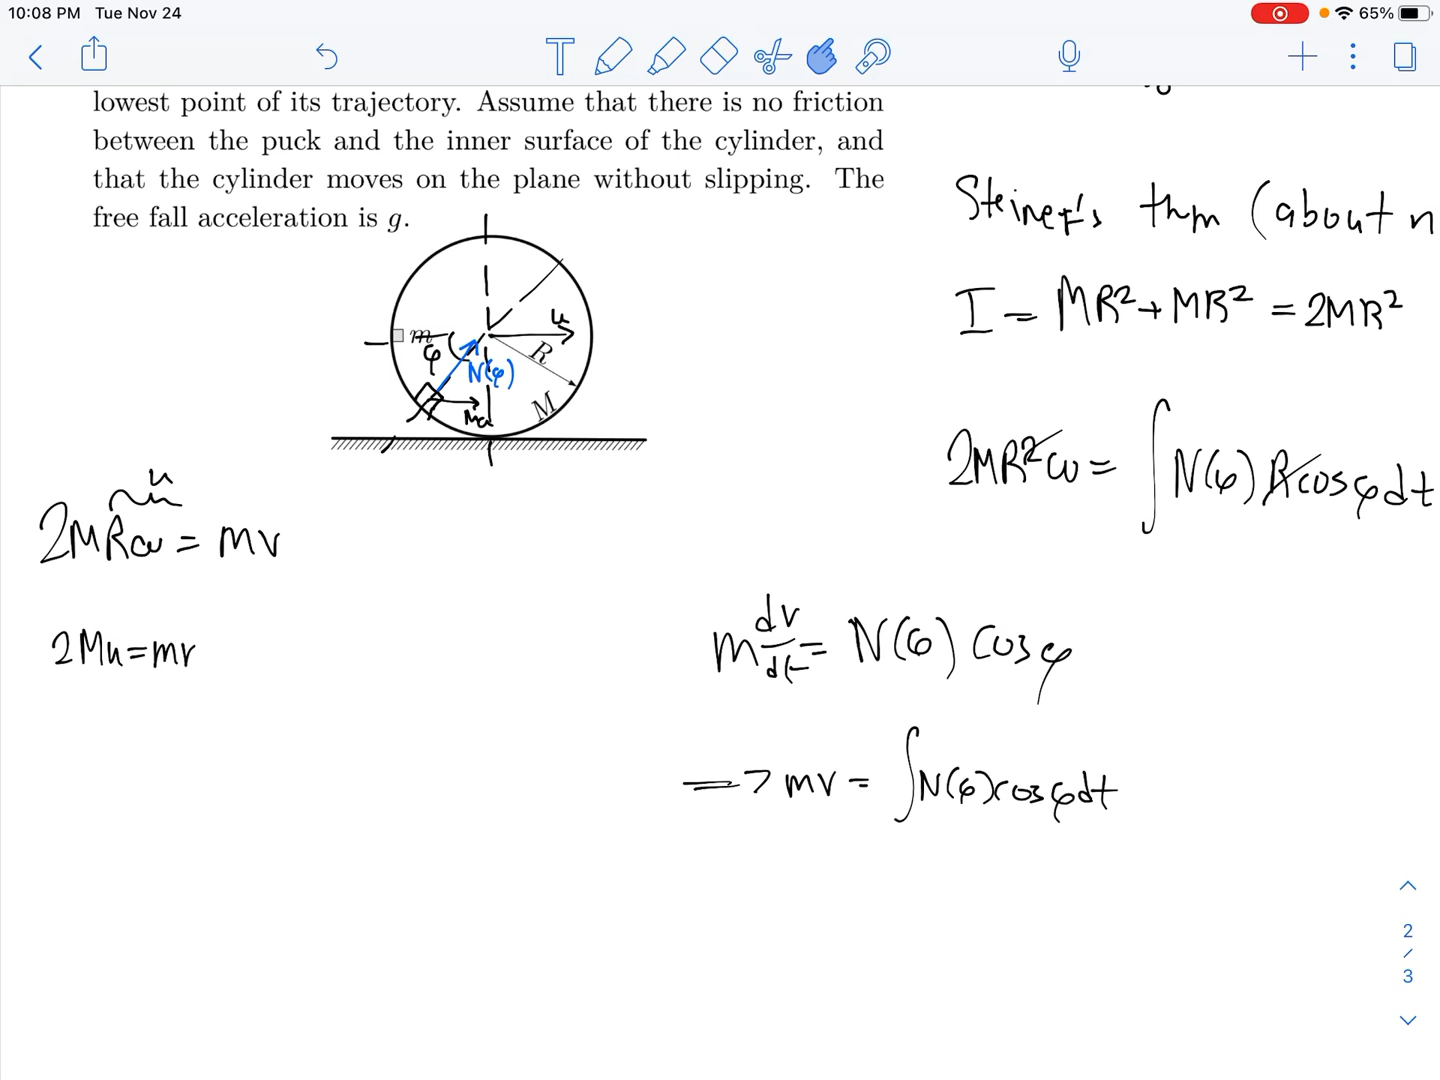 10:08 PM Tue Nov 24
65%
lowest point of its trajectory. Assume that there is no friction
between the puck and the inner surface of the cylinder, and
that the cylinder moves on the plane without slipping. The
free fall acceleration is g.
m
φ
u
R
N(φ)
M
Steiner's thm (about n
I = MR² + MR² = 2MR²
2MR²ω = ∫ N(φ) R cos φ dt
u
2MRω = mv
2Mu = mv
m dv/dt = N(φ) cos φ
=> mv = ∫ N(φ) cos φ dt
2
/
3